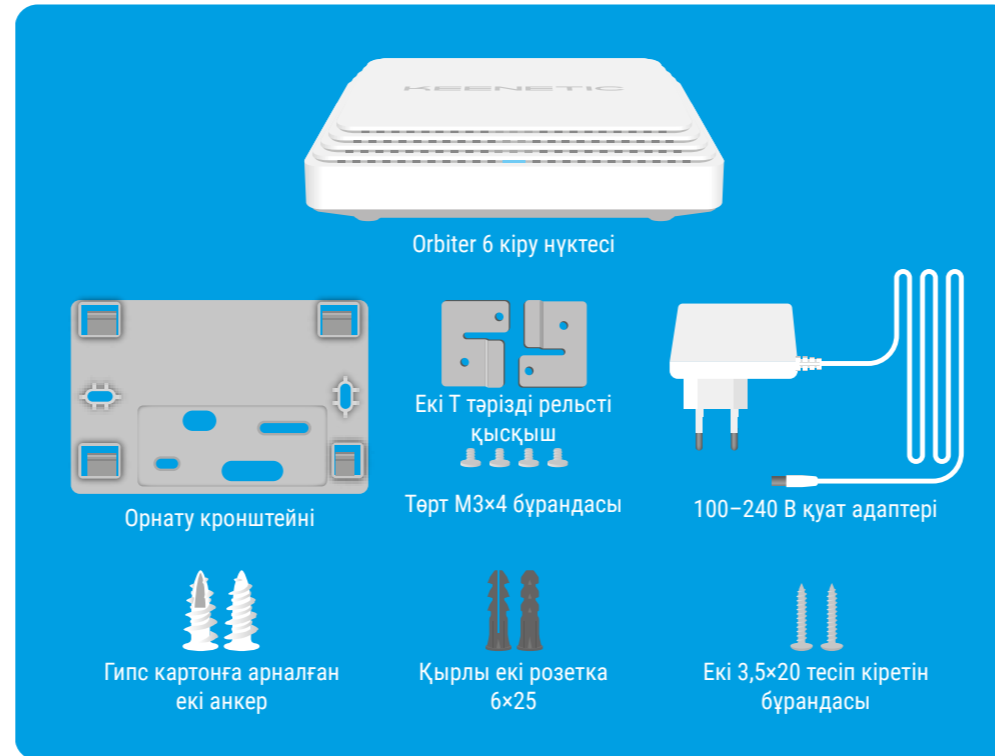 KEENETIC
Orbiter 6 кіру нүктесі
Екі Т тәрізді рельсті
қысқыш
Орнату кронштейні
Төрт М3×4 бұрандасы
100–240 В қуат адаптері
Гипс картонға арналған
екі анкер
Қырлы екі розетка
6×25
Екі 3,5×20 тесіп кіретін
бұрандасы